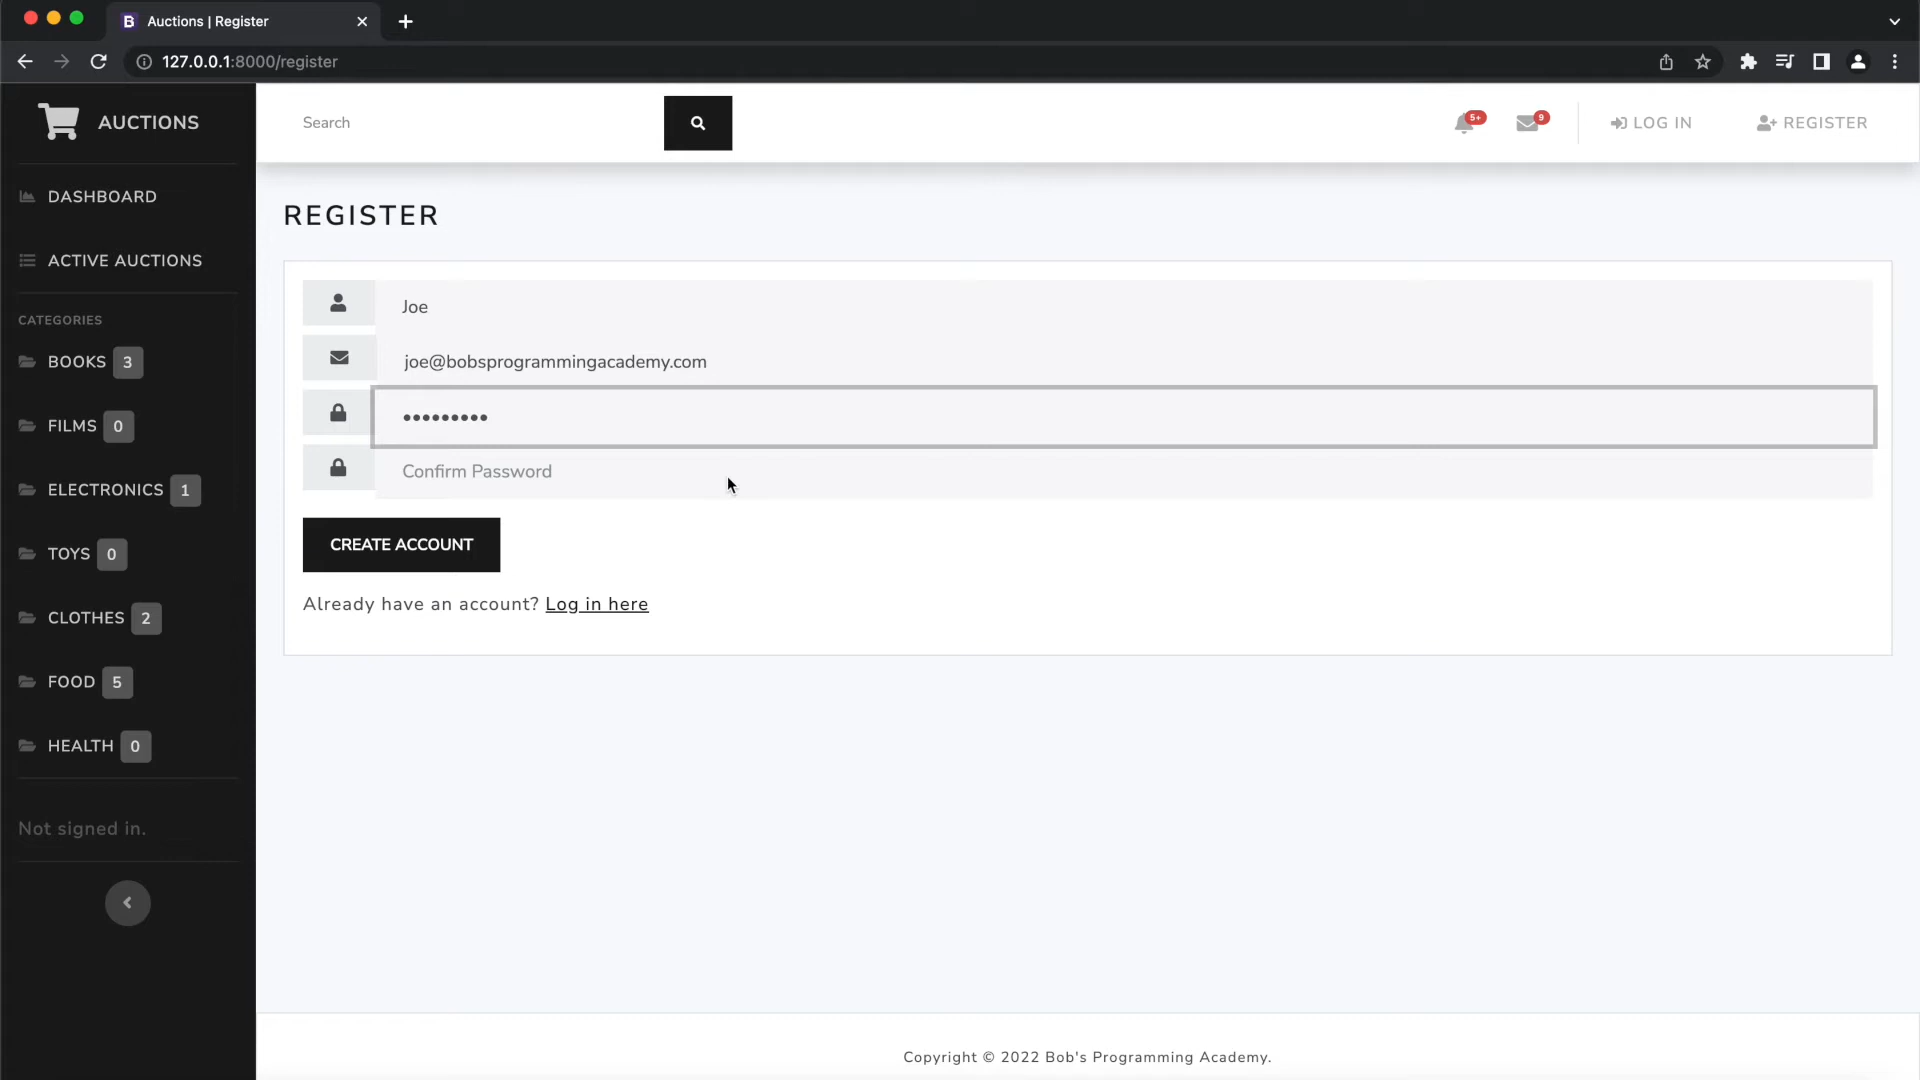 Auctions | Register
127.0.0.1:8000/register
AUCTIONS
Search
5+
9
LOG IN
REGISTER
DASHBOARD
ACTIVE AUCTIONS
CATEGORIES
BOOKS 3
FILMS 0
ELECTRONICS 1
TOYS 0
CLOTHES 2
FOOD 5
HEALTH 0
Not signed in.
REGISTER
Joe
joe@bobsprogrammingacademy.com
•••••••••
Confirm Password
CREATE ACCOUNT
Already have an account? Log in here
Copyright © 2022 Bob's Programming Academy.